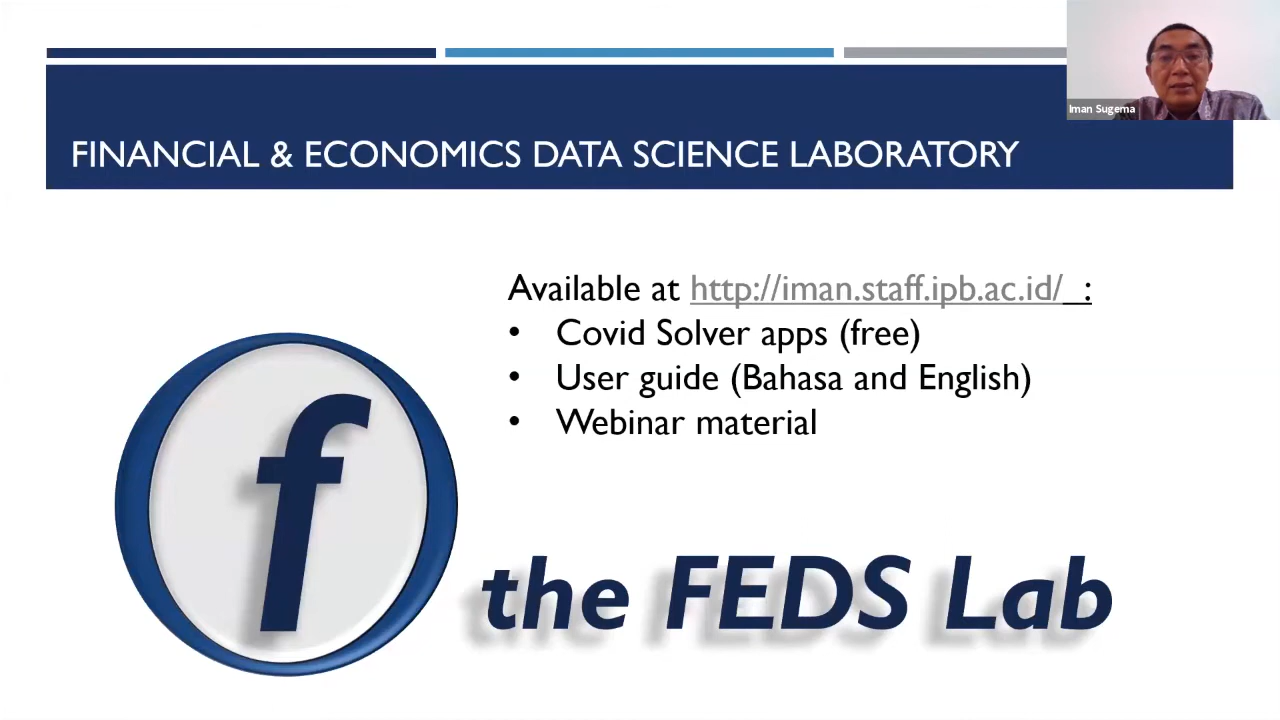 Iman Sugema
FINANCIAL & ECONOMICS DATA SCIENCE LABORATORY
Available at http://iman.staff.ipb.ac.id/ :
• Covid Solver apps (free)
• User guide (Bahasa and English)
• Webinar material
f
the FEDS Lab